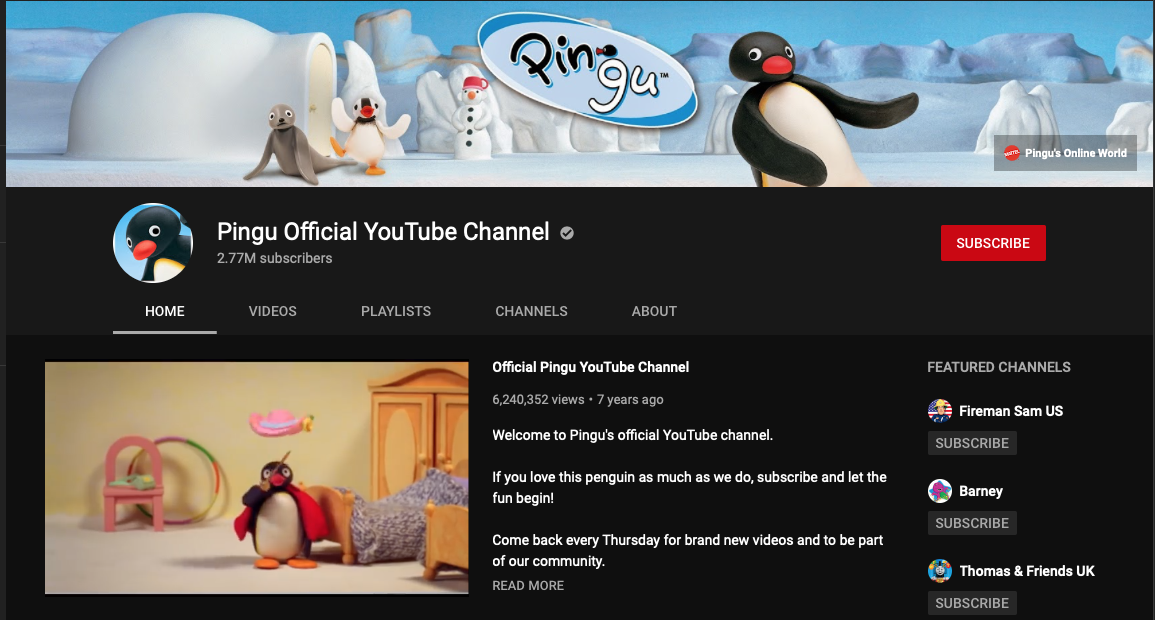 Pingu™
MATTEL Pingu's Online World
Pingu Official YouTube Channel
2.77M subscribers
SUBSCRIBE
HOME VIDEOS PLAYLISTS CHANNELS ABOUT
Official Pingu YouTube Channel
6,240,352 views • 7 years ago
Welcome to Pingu's official YouTube channel.
If you love this penguin as much as we do, subscribe and let the
fun begin!
Come back every Thursday for brand new videos and to be part
of our community.
READ MORE
FEATURED CHANNELS
Fireman Sam US
SUBSCRIBE
Barney
SUBSCRIBE
Thomas & Friends UK
SUBSCRIBE